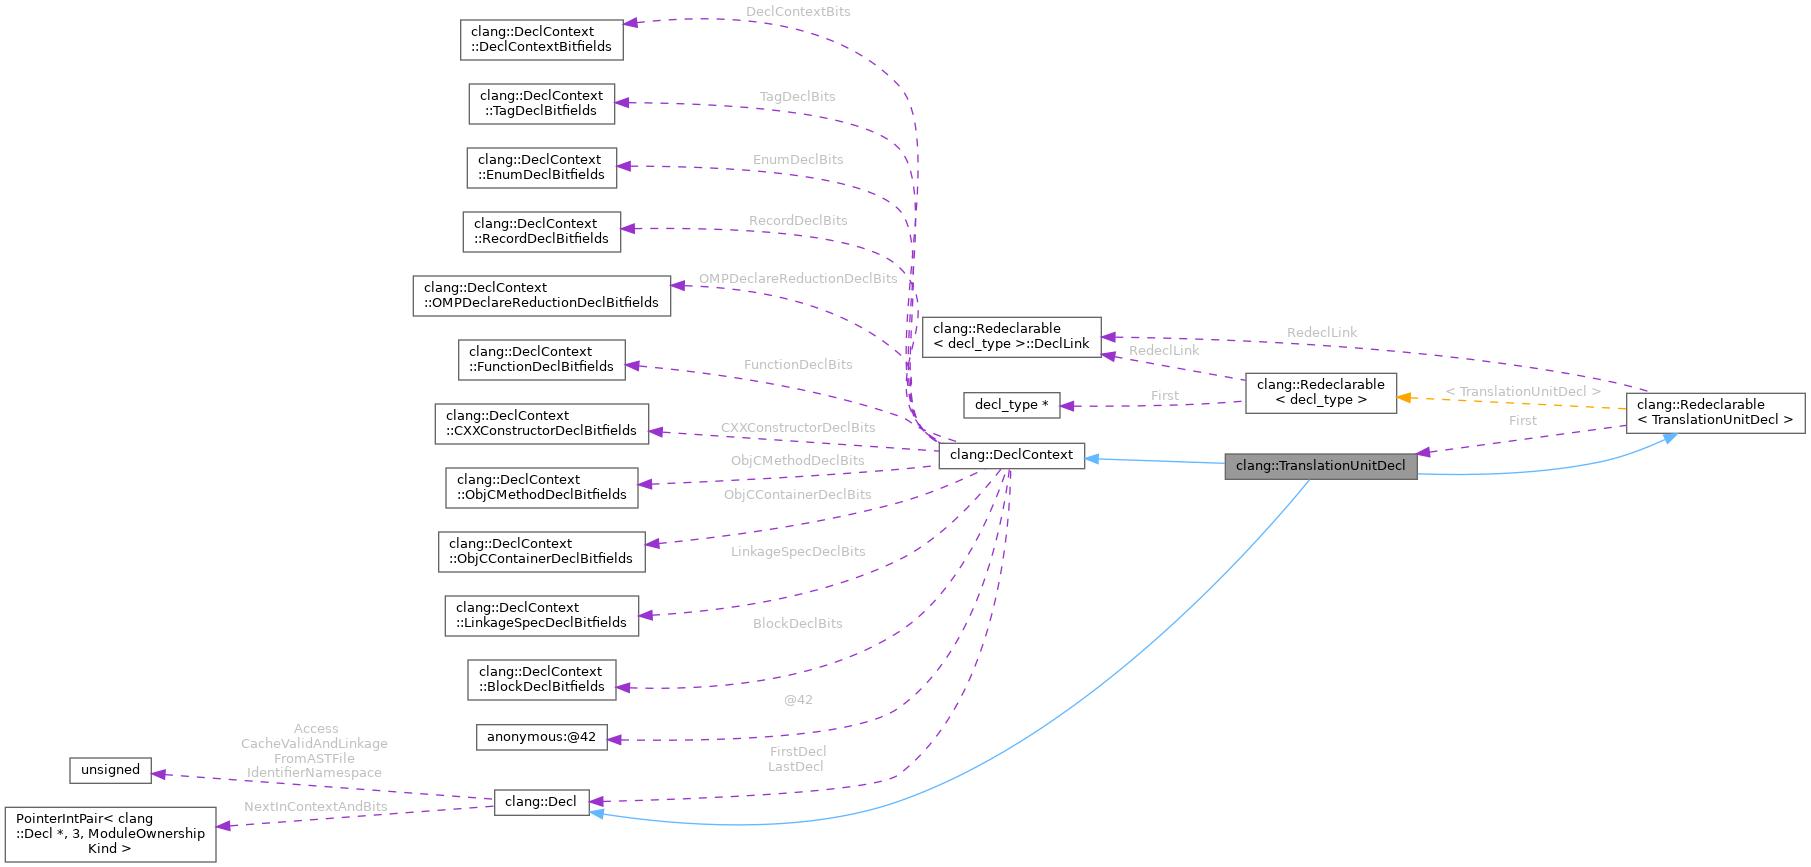 DeclContextBits
clang::DeclContext
::DeclContextBitfields
TagDeclBits
clang::DeclContext
::TagDeclBitfields
EnumDeclBits
clang::DeclContext
::EnumDeclBitfields
RecordDeclBits
clang::DeclContext
::RecordDeclBitfields
OMPDeclareReductionDeclBits
clang::DeclContext
::OMPDeclareReductionDeclBitfields
clang::Redeclarable
< decl_type >::DeclLink
RedeclLink
RedeclLink
FunctionDeclBits
clang::DeclContext
::FunctionDeclBitfields
clang::Redeclarable
< decl_type >
First
decl_type *
< TranslationUnitDecl >
clang::Redeclarable
< TranslationUnitDecl >
First
CXXConstructorDeclBits
clang::DeclContext
::CXXConstructorDeclBitfields
clang::DeclContext
clang::TranslationUnitDecl
ObjCMethodDeclBits
clang::DeclContext
::ObjCMethodDeclBitfields
ObjCContainerDeclBits
clang::DeclContext
::ObjCContainerDeclBitfields
LinkageSpecDeclBits
clang::DeclContext
::LinkageSpecDeclBitfields
BlockDeclBits
clang::DeclContext
::BlockDeclBitfields
@42
anonymous:@42
FirstDecl
LastDecl
Access
CacheValidAndLinkage
FromASTFile
IdentifierNamespace
unsigned
clang::Decl
NextInContextAndBits
PointerIntPair< clang
::Decl *, 3, ModuleOwnership
Kind >